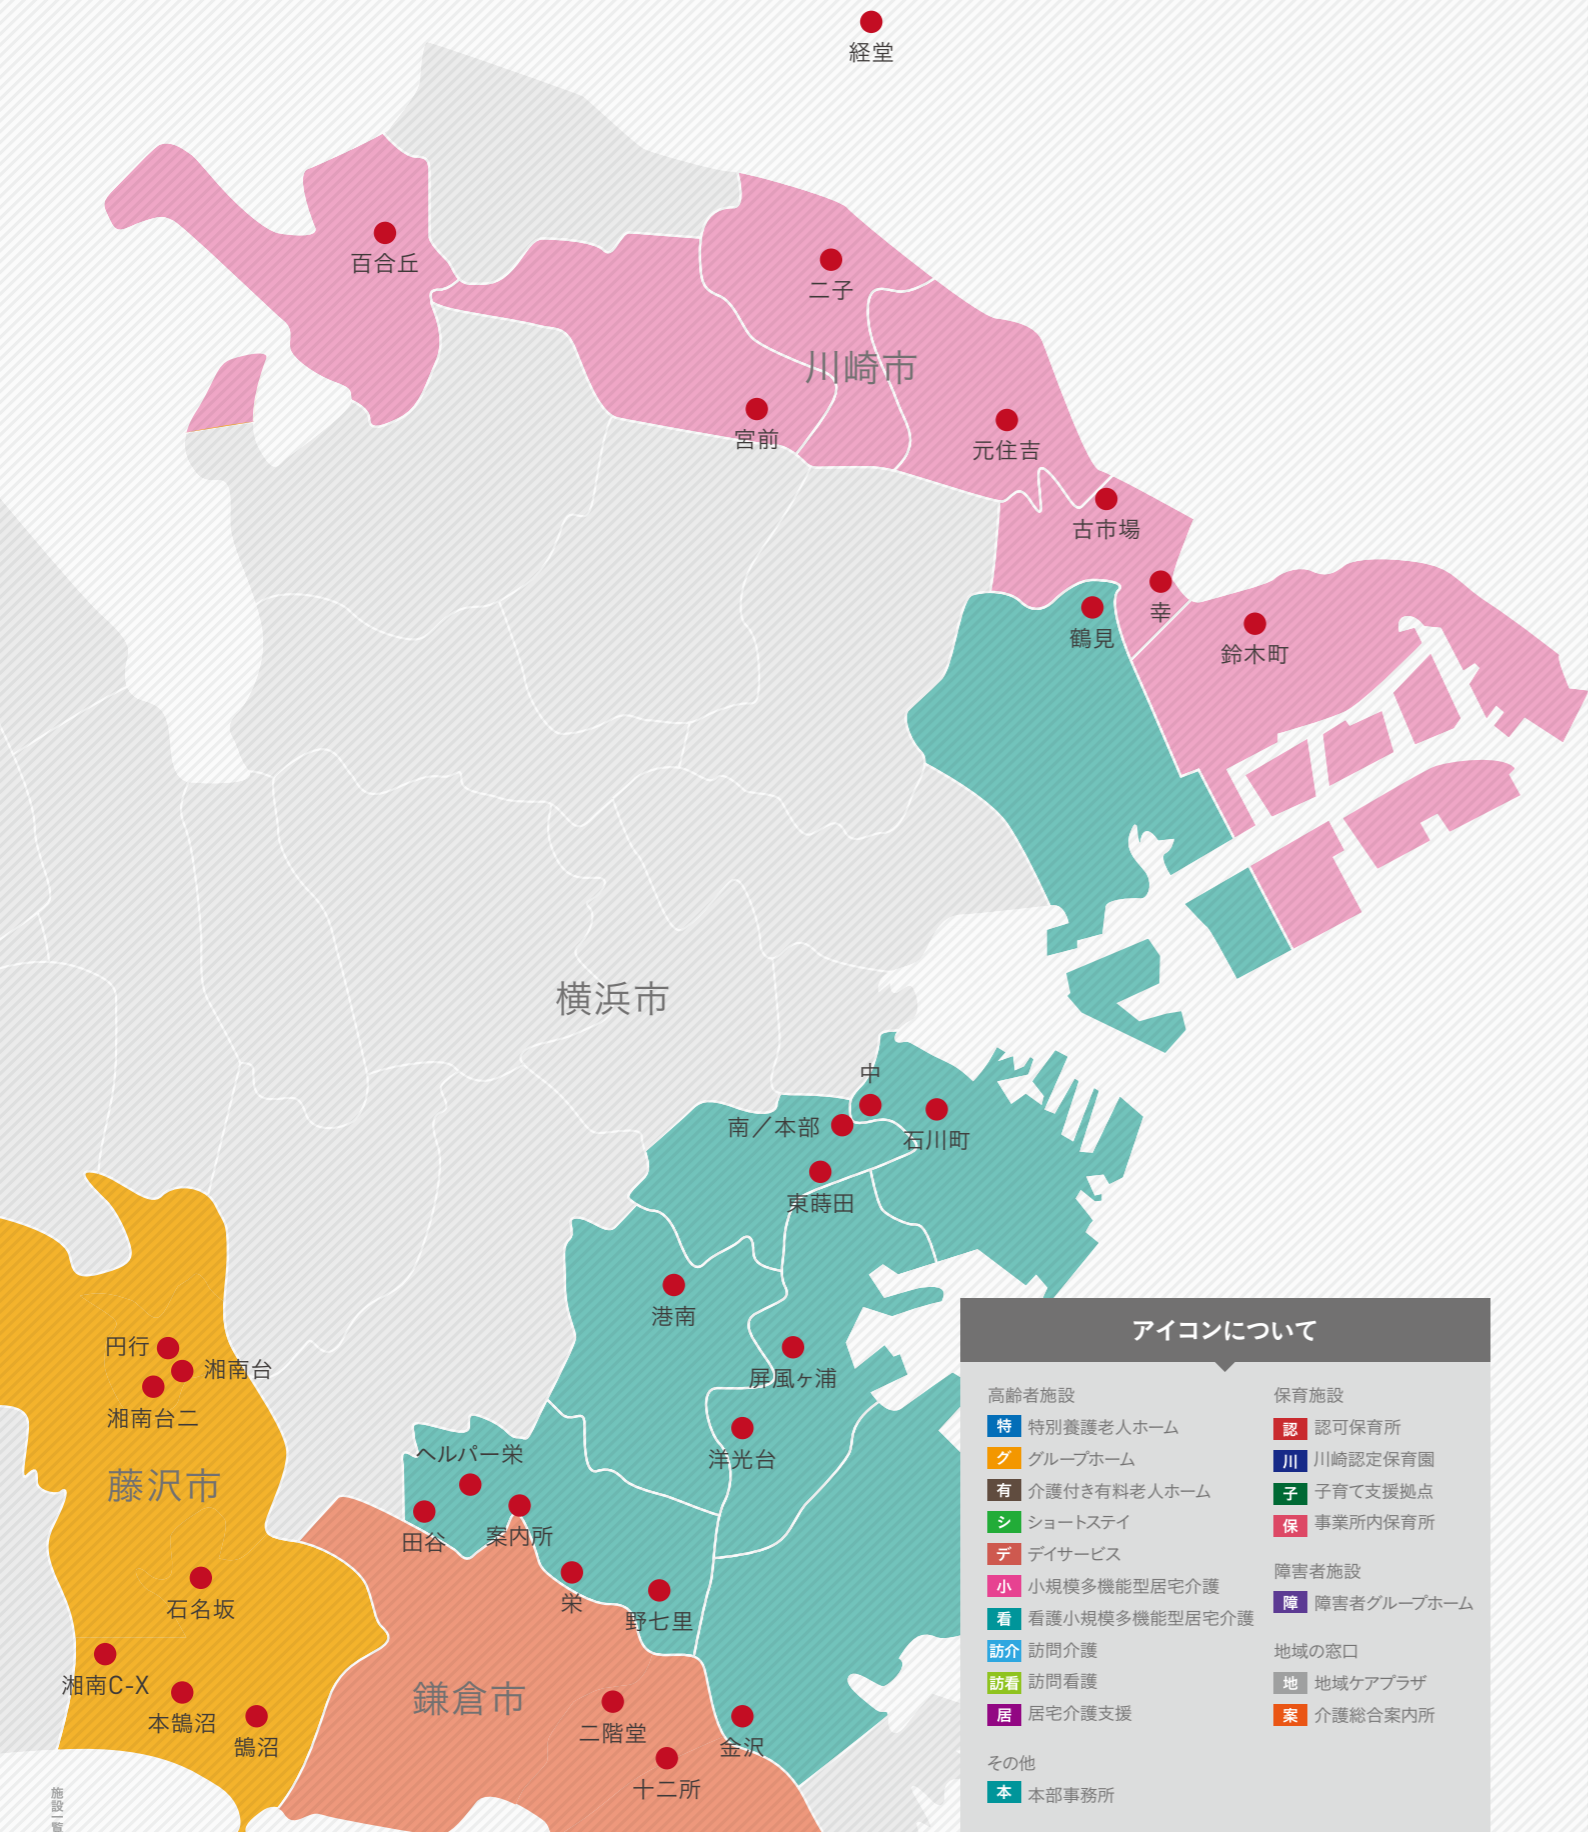 経堂
百合丘
二子
川崎市
宮前
元住吉
古市場
幸
鶴見
鈴木町
横浜市
中
南／本部
石川町
東蒔田
港南
屏風ヶ浦
洋光台
円行
湘南台
湘南台二
藤沢市
ヘルパー栄
田谷
案内所
栄
野七里
石名坂
湘南C-X
本鵠沼
鵠沼
鎌倉市
二階堂
十二所
金沢
施設一覧
アイコンについて
高齢者施設
特 特別養護老人ホーム
グ グループホーム
有 介護付き有料老人ホーム
シ ショートステイ
デ デイサービス
小 小規模多機能型居宅介護
看 看護小規模多機能型居宅介護
訪介 訪問介護
訪看 訪問看護
居 居宅介護支援
その他
本 本部事務所
保育施設
認 認可保育所
川 川崎認定保育園
子 子育て支援拠点
保 事業所内保育所
障害者施設
障 障害者グループホーム
地域の窓口
地 地域ケアプラザ
案 介護総合案内所